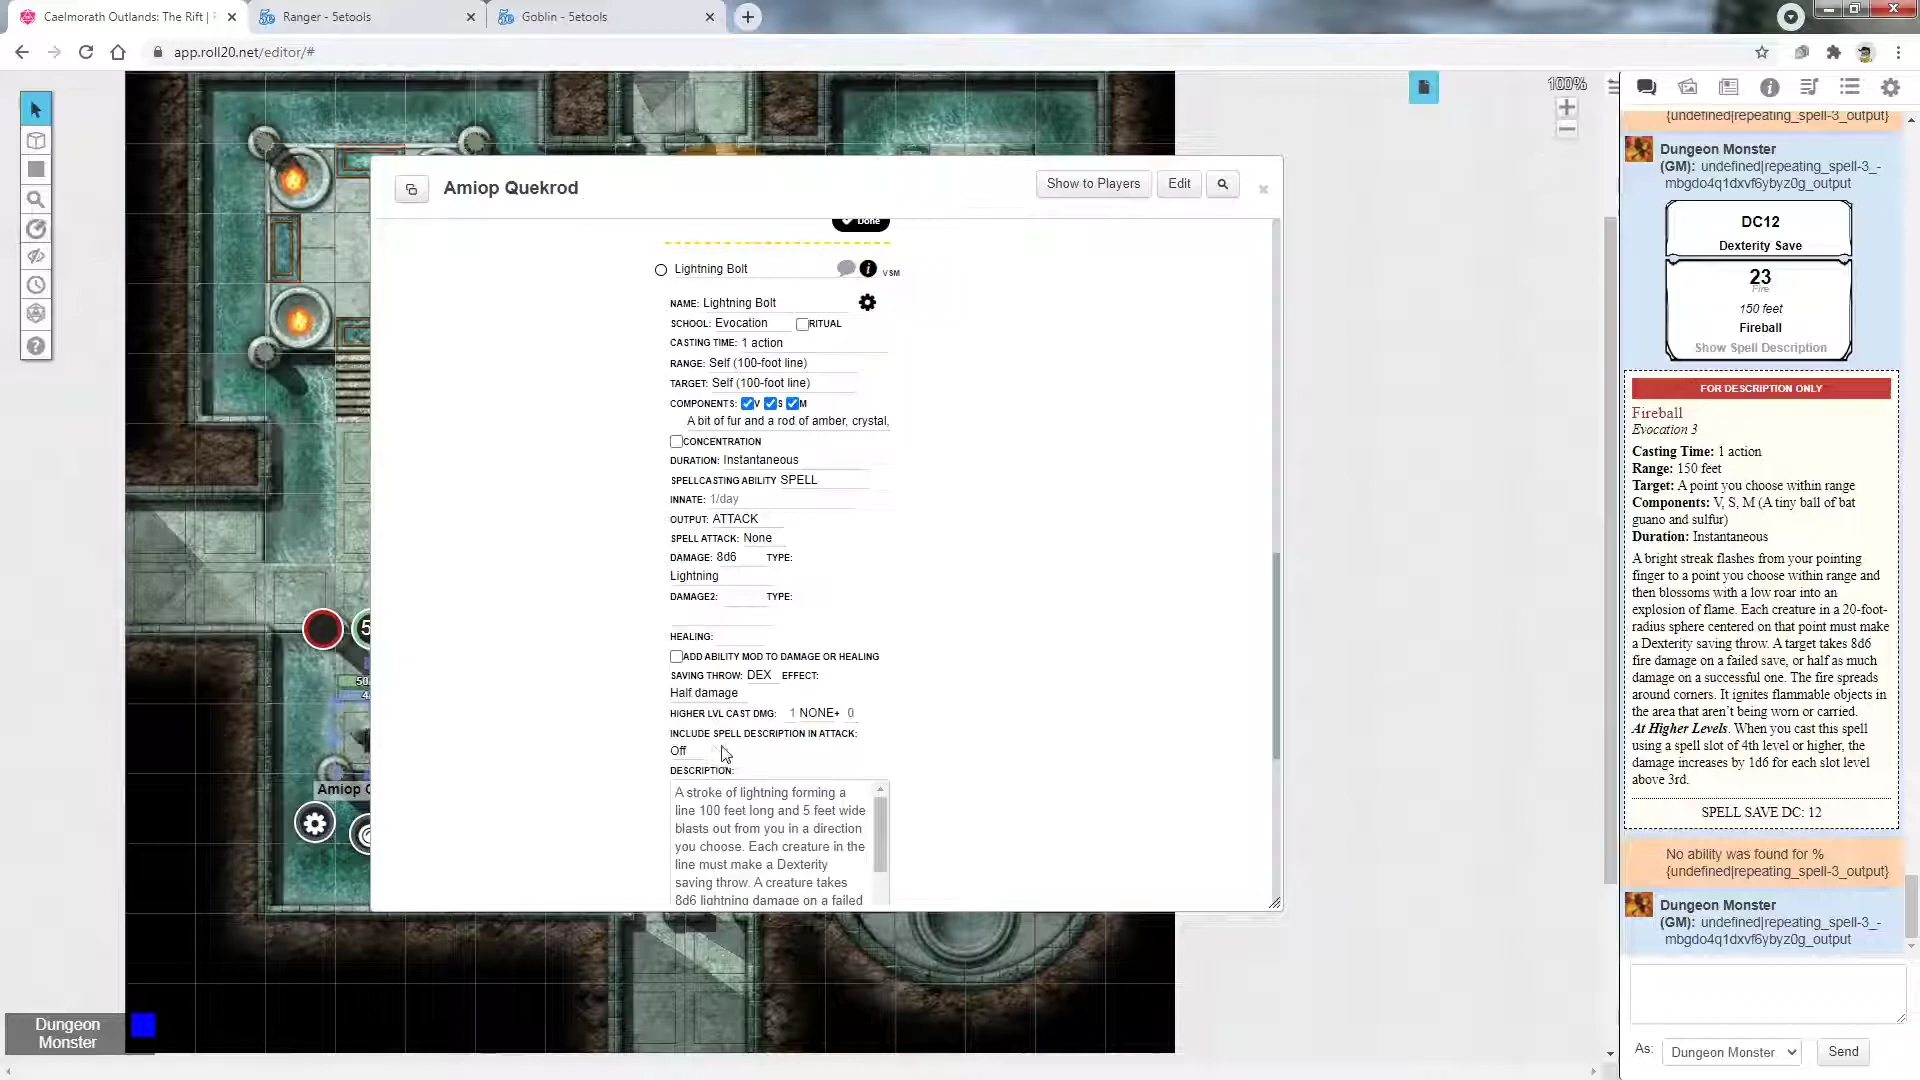 Caelmorath Outlands: The Rift |
Ranger - 5etools
Goblin - 5etools
app.roll20.net/editor/#
100%
Amiop Quekrod
Show to Players
Edit
Done
Lightning Bolt
VSM
NAME: Lightning Bolt
SCHOOL: Evocation RITUAL
CASTING TIME: 1 action
RANGE: Self (100-foot line)
TARGET: Self (100-foot line)
COMPONENTS: V S M
A bit of fur and a rod of amber, crystal,
CONCENTRATION
DURATION: Instantaneous
SPELLCASTING ABILITY SPELL
INNATE: 1/day
OUTPUT: ATTACK
SPELL ATTACK: None
DAMAGE: 8d6 TYPE:
Lightning
DAMAGE2: TYPE:
HEALING:
ADD ABILITY MOD TO DAMAGE OR HEALING
SAVING THROW: DEX EFFECT:
Half damage
HIGHER LVL CAST DMG: 1 NONE+ 0
INCLUDE SPELL DESCRIPTION IN ATTACK:
Off
DESCRIPTION:
A stroke of lightning forming a
line 100 feet long and 5 feet wide
blasts out from you in a direction
you choose. Each creature in the
line must make a Dexterity
saving throw. A creature takes
8d6 lightning damage on a failed
Amiop
Dungeon
Monster
{undefined|repeating_spell-3_output}
Dungeon Monster
(GM): undefined|repeating_spell-3_-
mbgdo4q1dxvf6ybyz0g_output
DC12
Dexterity Save
23
Fire
150 feet
Fireball
Show Spell Description
FOR DESCRIPTION ONLY
Fireball
Evocation 3
Casting Time: 1 action
Range: 150 feet
Target: A point you choose within range
Components: V, S, M (A tiny ball of bat
guano and sulfur)
Duration: Instantaneous
A bright streak flashes from your pointing
finger to a point you choose within range and
then blossoms with a low roar into an
explosion of flame. Each creature in a 20-foot-
radius sphere centered on that point must make
a Dexterity saving throw. A target takes 8d6
fire damage on a failed save, or half as much
damage on a successful one. The fire spreads
around corners. It ignites flammable objects in
the area that aren't being worn or carried.
At Higher Levels. When you cast this spell
using a spell slot of 4th level or higher, the
damage increases by 1d6 for each slot level
above 3rd.
SPELL SAVE DC: 12
No ability was found for %
{undefined|repeating_spell-3_output}
Dungeon Monster
(GM): undefined|repeating_spell-3_-
mbgdo4q1dxvf6ybyz0g_output
As: Dungeon Monster
Send